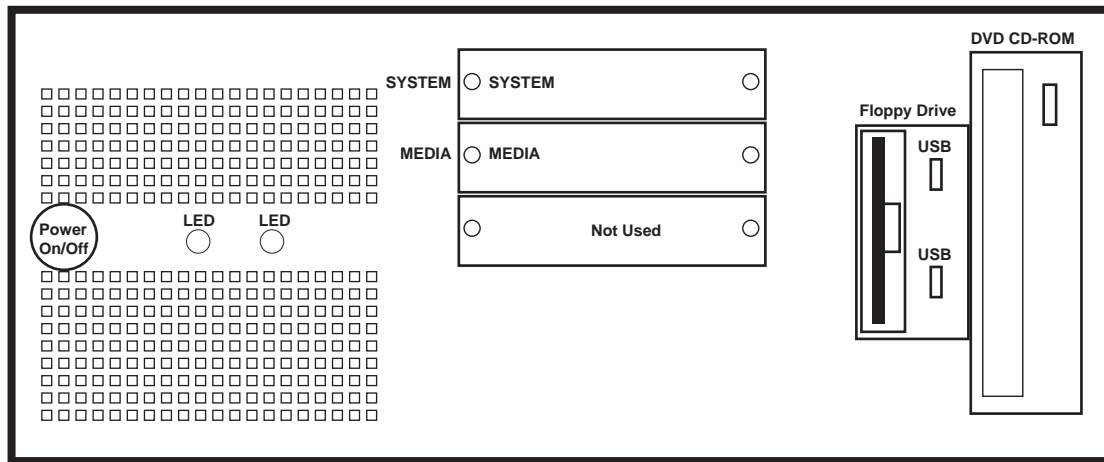 DVD CD-ROM
SYSTEM
SYSTEM
Floppy Drive
MEDIA
MEDIA
USB
Power
On/Off
LED
LED
Not Used
USB